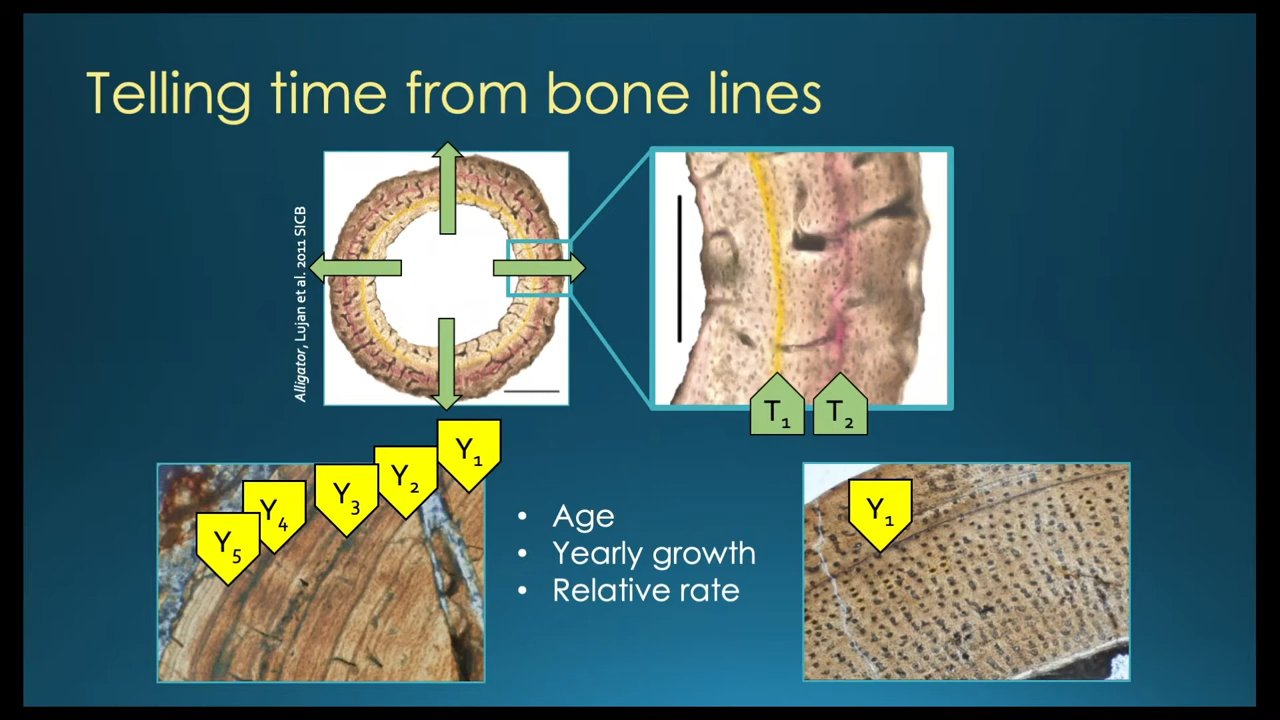 Telling time from bone lines
Alligator, Lujan et al. 2011 SICB
T1
T2
Y1
Y2
Y3
Y4
Y5
• Age
• Yearly growth
• Relative rate
Y1